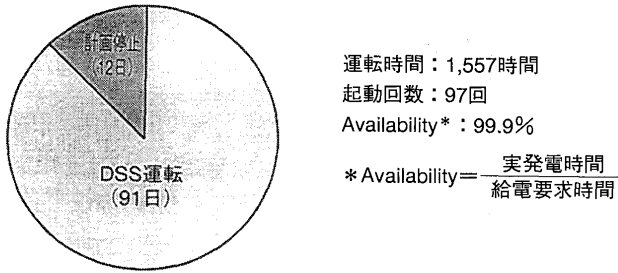 計画停止
(12日)
DSS運転
(91日)
運転時間：1,557時間
起動回数：97回
Availability*：99.9%
*Availability=実発電時間
給電要求時間